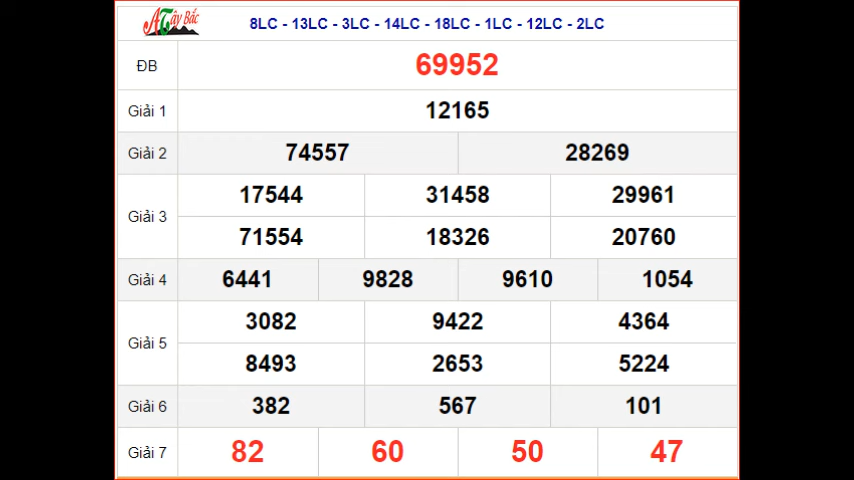 ATây Bắc 8LC - 13LC - 3LC - 14LC - 18LC - 1LC - 12LC - 2LC
ĐB 69952
Giải 1 12165
Giải 2 74557 28269
Giải 3 17544 31458 29961
71554 18326 20760
Giải 4 6441 9828 9610 1054
Giải 5 3082 9422 4364
8493 2653 5224
Giải 6 382 567 101
Giải 7 82 60 50 47